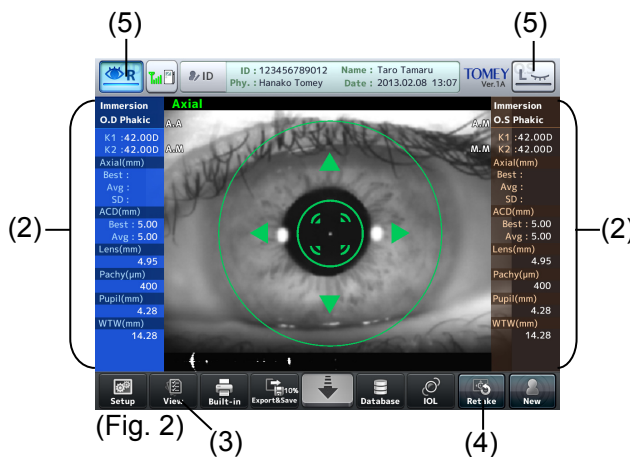 (5)
(5)
R
ID
ID : 123456789012 Name : Taro Tamaru
Phy. : Hanako Tomey Date : 2013.02.08 13:07
TOMEY
Ver.1A
L
Immersion
O.D Phakic
K1 :42.00D
K2 :42.00D
Axial(mm)
Best :
Avg :
SD :
ACD(mm)
Best : 5.00
Avg : 5.00
Lens(mm)
4.95
Pachy(µm)
400
Pupil(mm)
4.28
WTW(mm)
14.28
Axial
A.A
A.M
A.M
M.M
Immersion
O.S Phakic
K1 :42.00D
K2 :42.00D
Axial(mm)
Best :
Avg :
SD :
ACD(mm)
Best : 5.00
Avg : 5.00
Lens(mm)
4.95
Pachy(µm)
400
Pupil(mm)
4.28
WTW(mm)
14.28
(2)
(2)
Setup
View
Built-in
Export&Save
10%
Database
IOL
Retake
New
(Fig. 2)
(3)
(4)